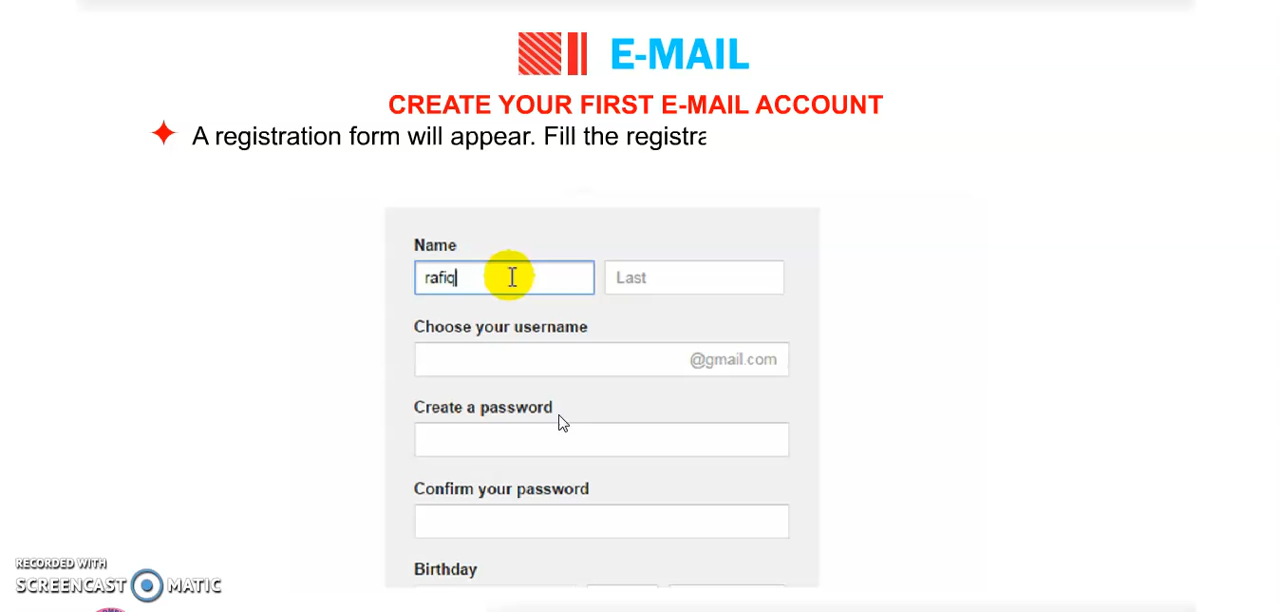 E-MAIL
CREATE YOUR FIRST E-MAIL ACCOUNT
A registration form will appear. Fill the registra
Name
rafiq
Last
Choose your username
@gmail.com
Create a password
Confirm your password
Birthday
RECORDED WITH
SCREENCAST MATIC